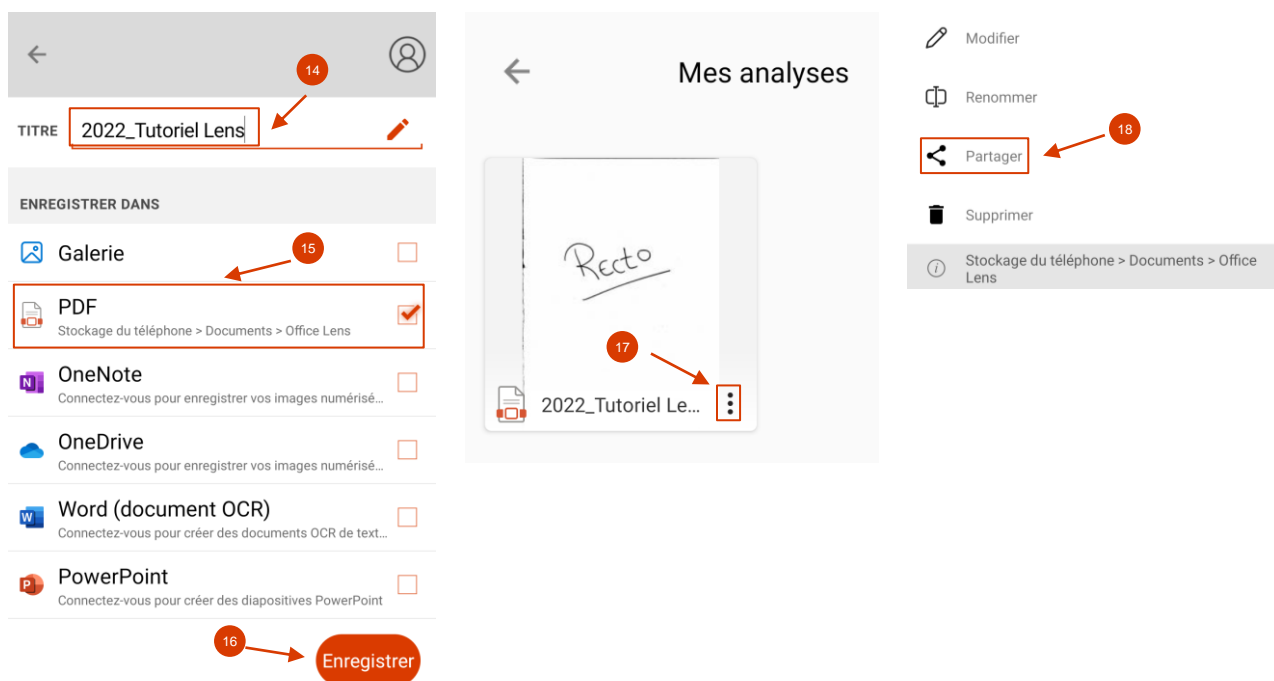 14
TITRE 2022_Tutoriel Lens
ENREGISTRER DANS
15
Galerie
PDF
Stockage du téléphone > Documents > Office Lens
OneNote
Connectez-vous pour enregistrer vos images numérisé...
OneDrive
Connectez-vous pour enregistrer vos images numérisé...
Word (document OCR)
Connectez-vous pour créer des documents OCR de text...
PowerPoint
Connectez-vous pour créer des diapositives PowerPoint
16
Enregistrer
Mes analyses
Recto
17
2022_Tutoriel Le...
Modifier
Renommer
18
Partager
Supprimer
Stockage du téléphone > Documents > Office
Lens